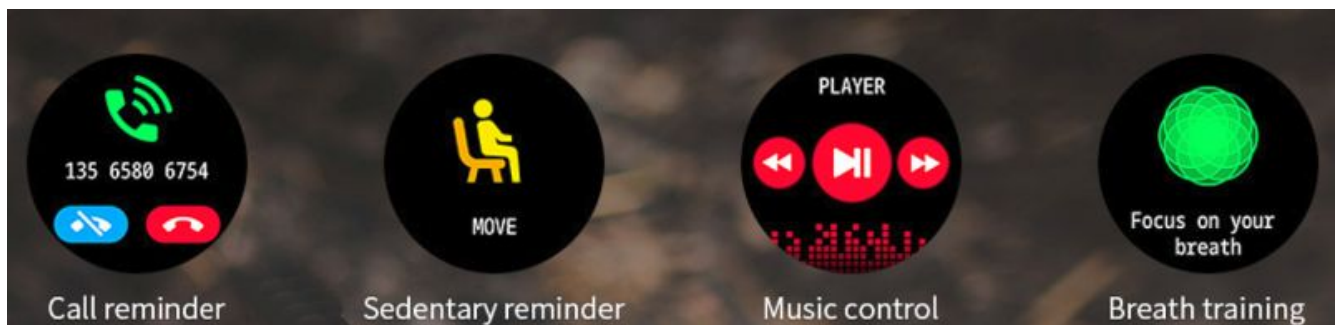 135 6580 6754
Call reminder
MOVE
Sedentary reminder
PLAYER
Music control
Focus on your
breath
Breath training